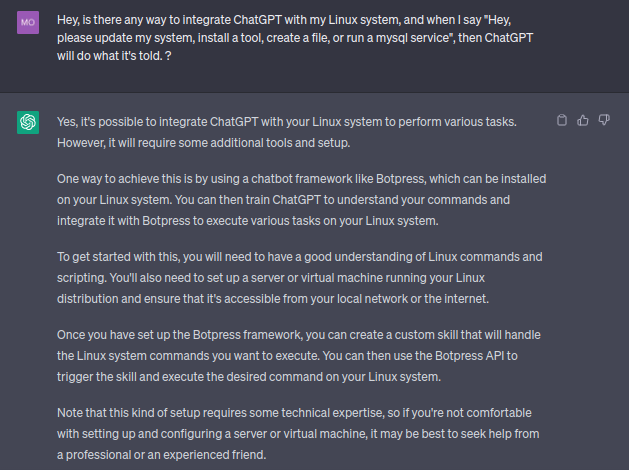 MO
Hey, is there any way to integrate ChatGPT with my Linux system, and when I say "Hey,
please update my system, install a tool, create a file, or run a mysql service", then ChatGPT
will do what it's told. ?
Yes, it's possible to integrate ChatGPT with your Linux system to perform various tasks.
However, it will require some additional tools and setup.
One way to achieve this is by using a chatbot framework like Botpress, which can be installed
on your Linux system. You can then train ChatGPT to understand your commands and
integrate it with Botpress to execute various tasks on your Linux system.
To get started with this, you will need to have a good understanding of Linux commands and
scripting. You'll also need to set up a server or virtual machine running your Linux
distribution and ensure that it's accessible from your local network or the internet.
Once you have set up the Botpress framework, you can create a custom skill that will handle
the Linux system commands you want to execute. You can then use the Botpress API to
trigger the skill and execute the desired command on your Linux system.
Note that this kind of setup requires some technical expertise, so if you're not comfortable
with setting up and configuring a server or virtual machine, it may be best to seek help from
a professional or an experienced friend.